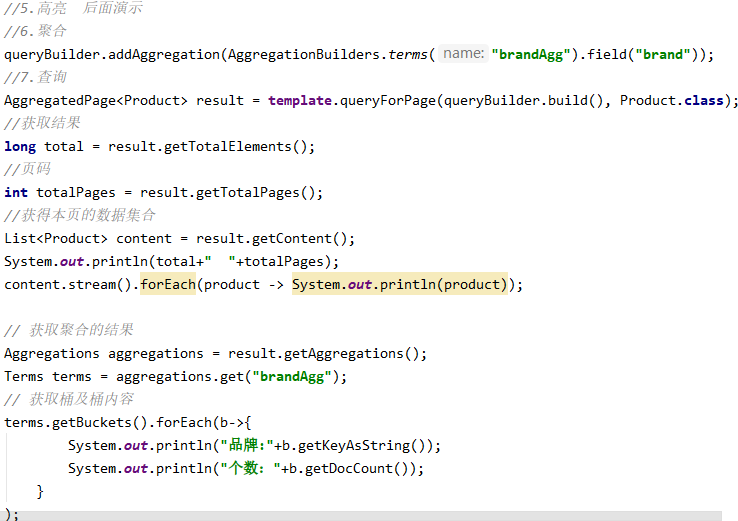 //5.高亮  后面演示
//6.聚合
queryBuilder.addAggregation(AggregationBuilders.terms( name: "brandAgg").field("brand"));
//7.查询
AggregatedPage<Product> result = template.queryForPage(queryBuilder.build(), Product.class);
//获取结果
long total = result.getTotalElements();
//页码
int totalPages = result.getTotalPages();
//获得本页的数据集合
List<Product> content = result.getContent();
System.out.println(total+"  "+totalPages);
content.stream().forEach(product -> System.out.println(product));
// 获取聚合的结果
Aggregations aggregations = result.getAggregations();
Terms terms = aggregations.get("brandAgg");
// 获取桶及桶内容
terms.getBuckets().forEach(b->{
        System.out.println("品牌:"+b.getKeyAsString());
        System.out.println("个数: "+b.getDocCount());
    }
);